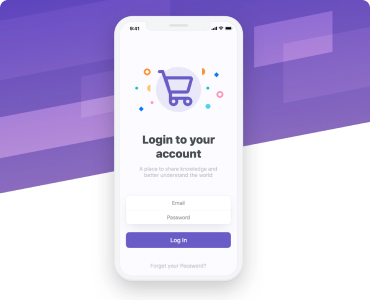 9:41
Login to your
account
A place to share knowledge and
better understand the world
Email
Password
Log In
Forgot your Password?